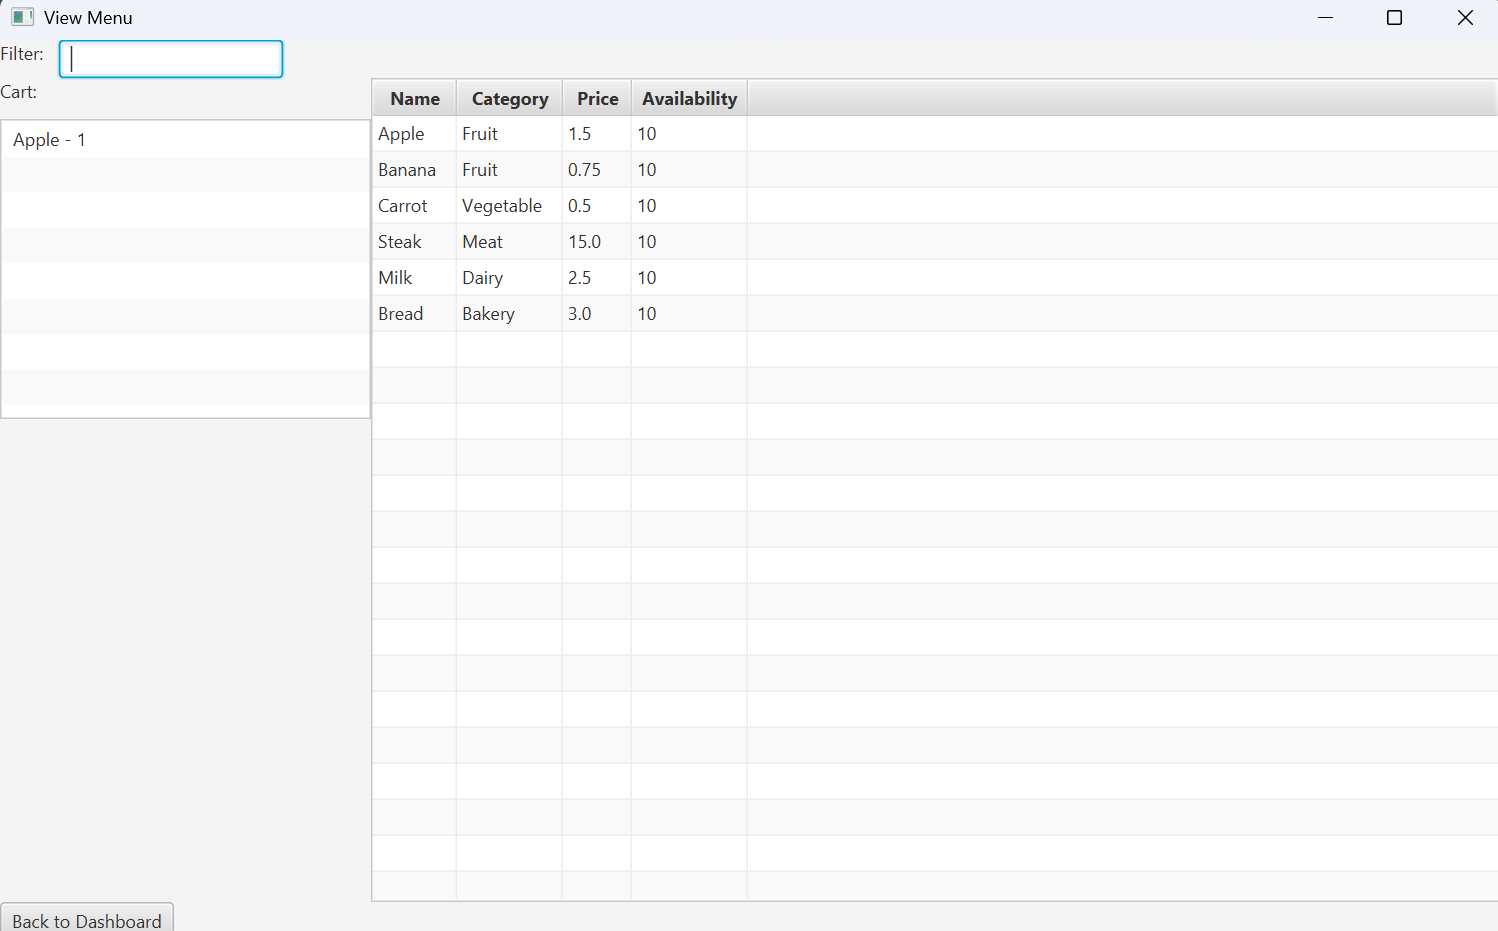 View Menu
Filter:
Cart:
Apple - 1
Name Category Price Availability
Apple Fruit 1.5 10
Banana Fruit 0.75 10
Carrot Vegetable 0.5 10
Steak Meat 15.0 10
Milk Dairy 2.5 10
Bread Bakery 3.0 10
Back to Dashboard